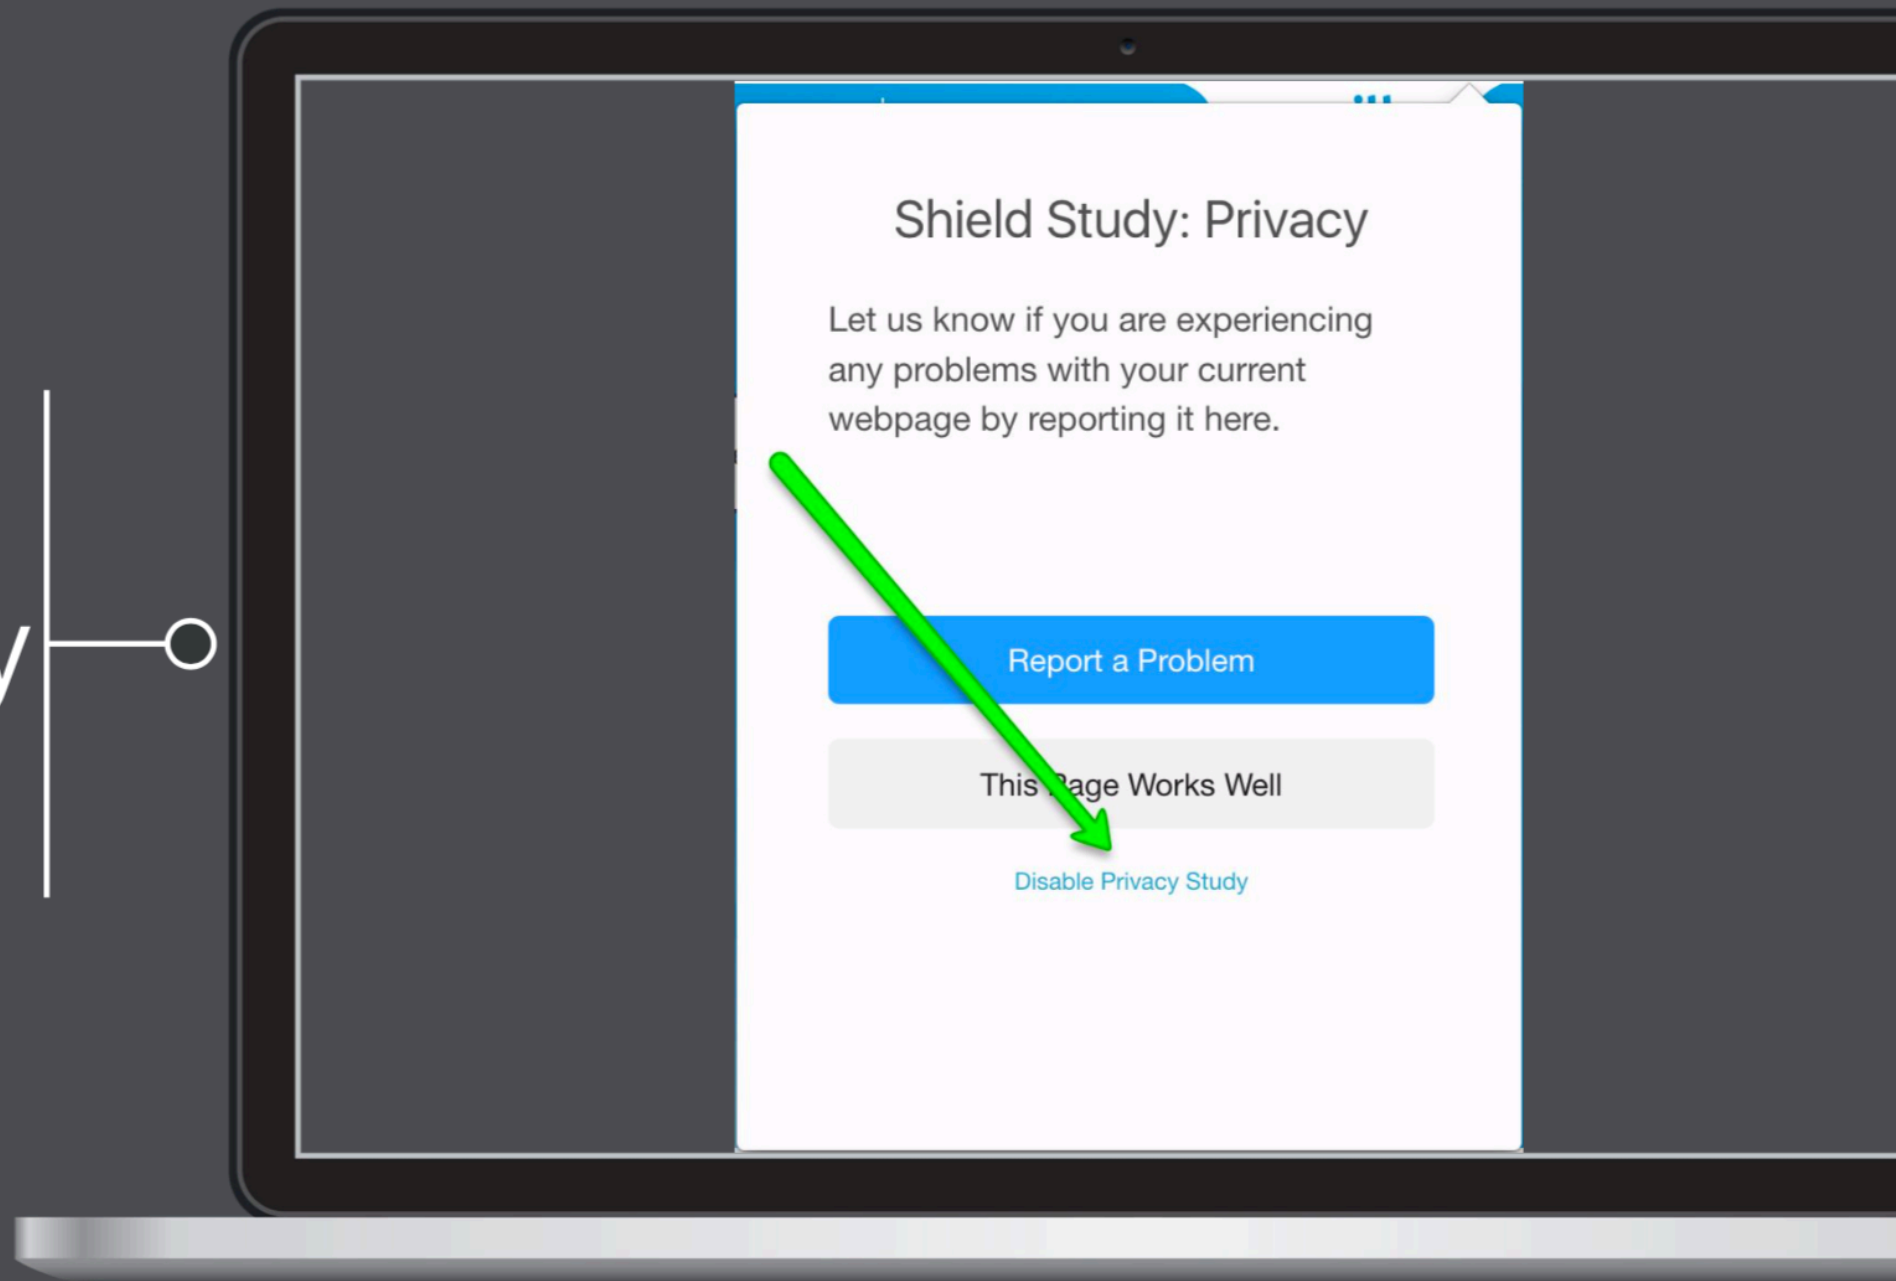 Shield Study: Privacy
Let us know if you are experiencing
any problems with your current
webpage by reporting it here.
Report a Problem
This Page Works Well
Disable Privacy Study